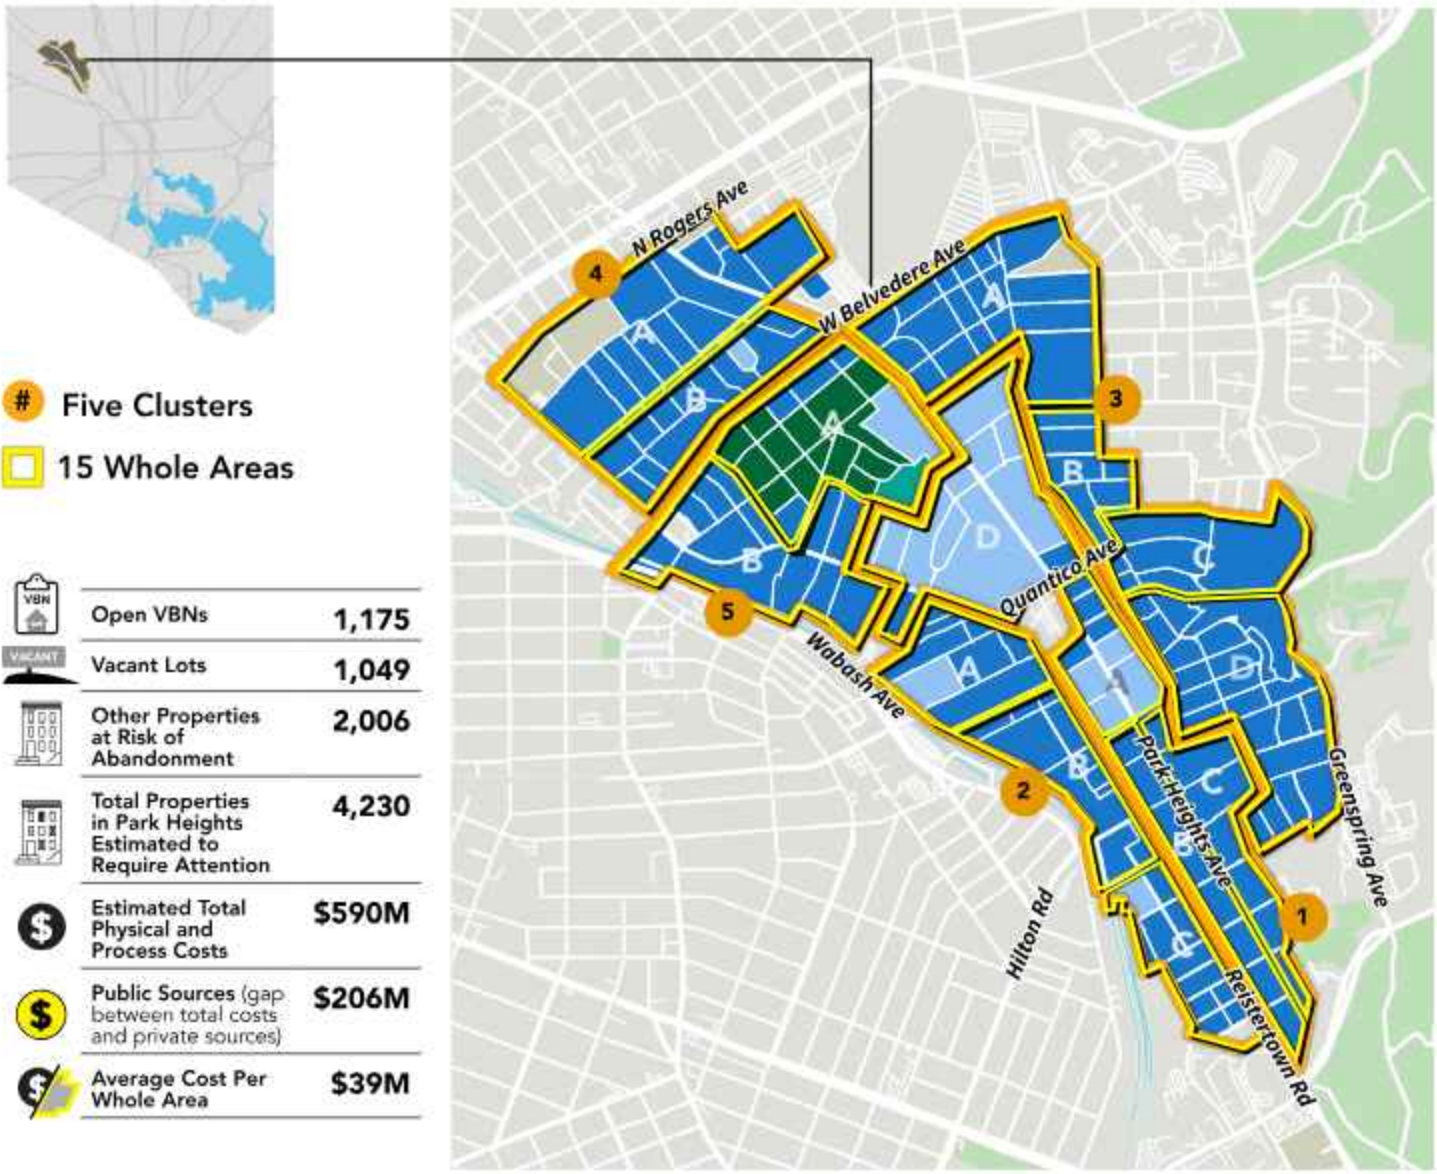 # Five Clusters
15 Whole Areas
VBN
Open VBNs 1,175
VACANT
Vacant Lots 1,049
Other Properties 2,006
at Risk of
Abandonment
Total Properties 4,230
in Park Heights
Estimated to
Require Attention
$
Estimated Total $590M
Physical and
Process Costs
$
Public Sources (gap $206M
between total costs
and private sources)
$
Average Cost Per $39M
Whole Area
N Rogers Ave
4
W Belvedere Ave
A
A
3
B
A
B
D
B
C
Quantico Ave
5
Wabash Ave
A
A
D
B
2
Park Heights Ave
C
B
Greenspring Ave
Hilton Rd
1
C
Reistertown Rd